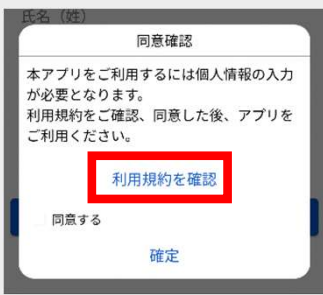 氏名（姓）
同意確認
本アプリをご利用するには個人情報の入力
が必要となります。
利用規約をご確認、同意した後、アプリを
ご利用ください。
利用規約を確認
同意する
確定